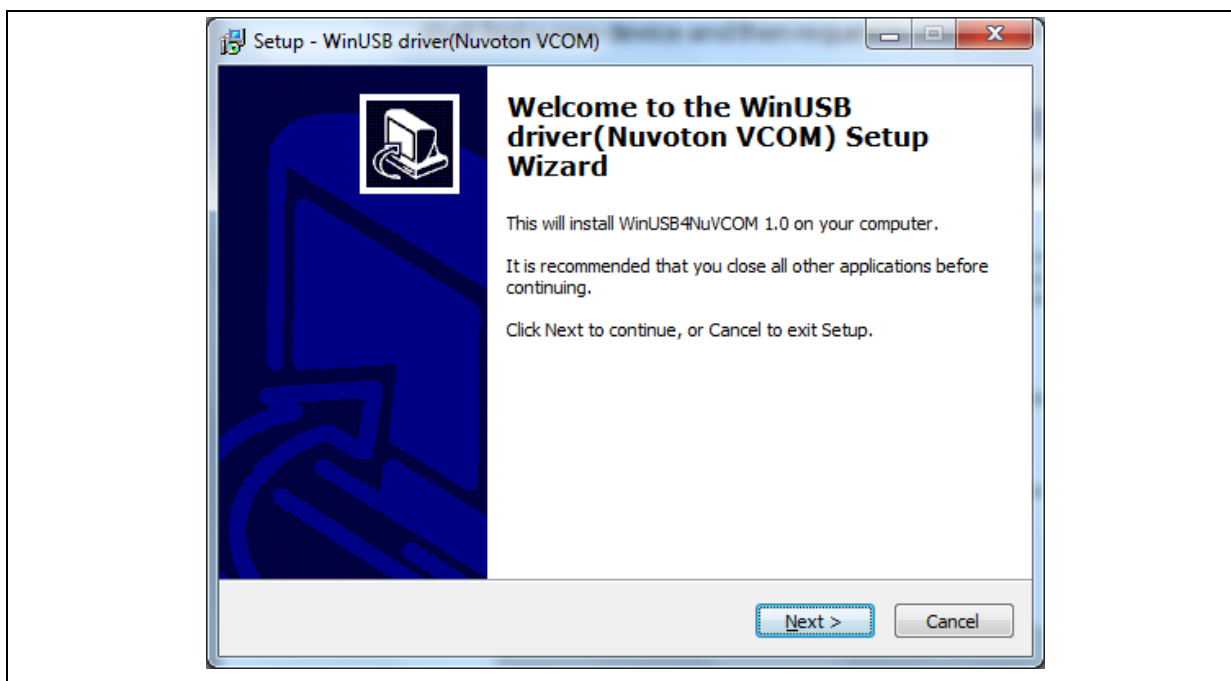 Setup - WinUSB driver(Nuvoton VCOM)
Welcome to the WinUSB
driver(Nuvoton VCOM) Setup
Wizard
This will install WinUSB4NuVCOM 1.0 on your computer.
It is recommended that you close all other applications before
continuing.
Click Next to continue, or Cancel to exit Setup.
Next >
Cancel